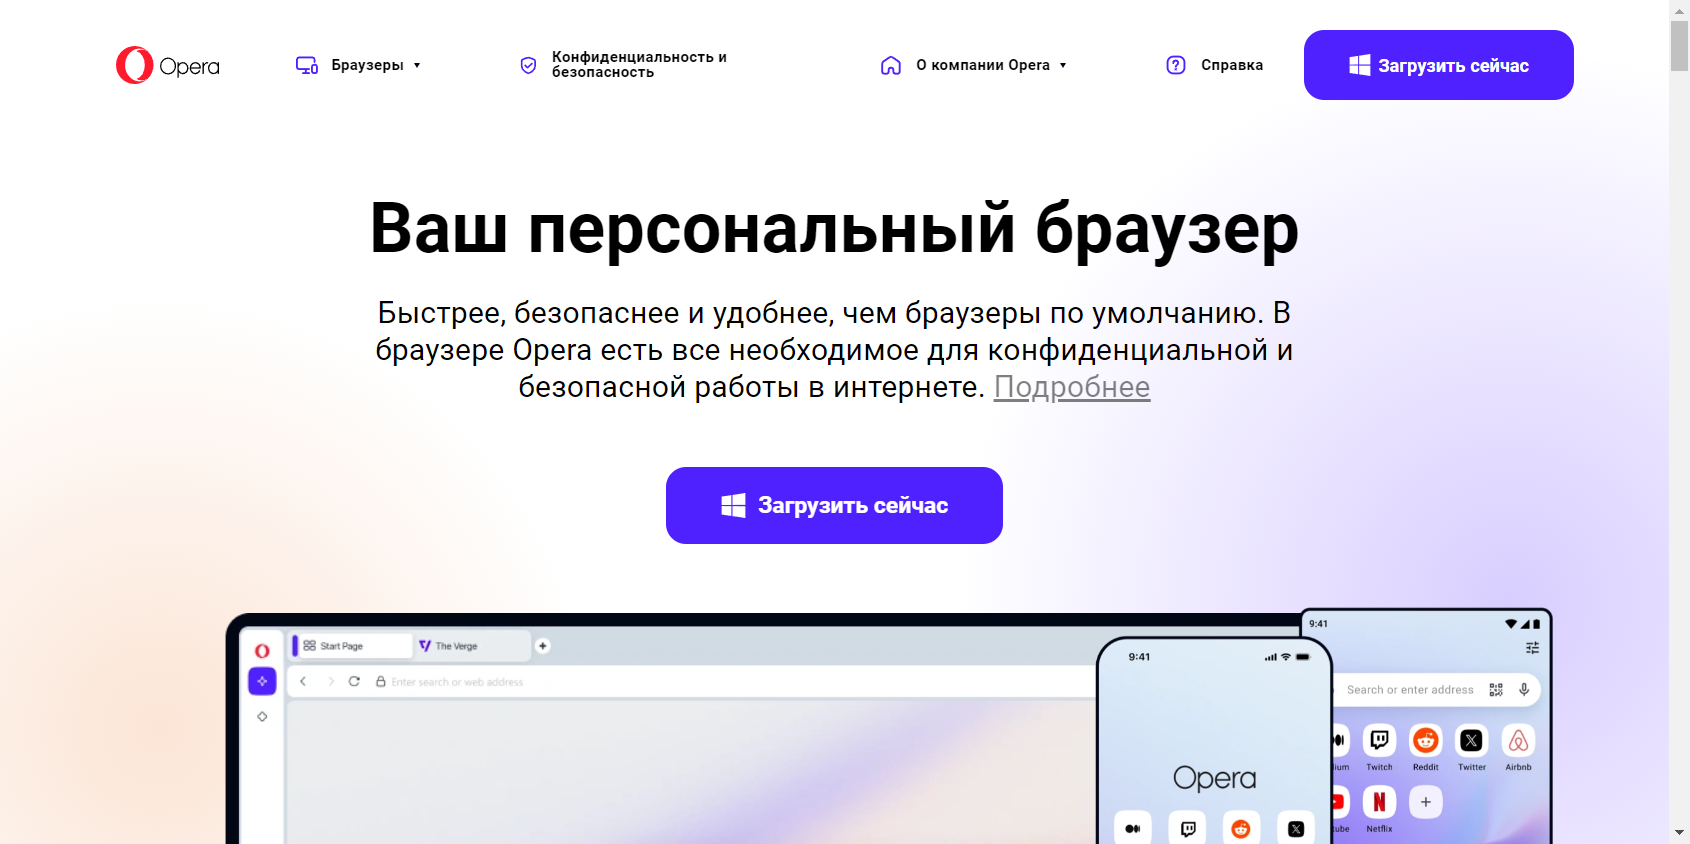 Opera
Браузеры
Конфиденциальность и
безопасность
О компании Opera
Справка
Загрузить сейчас
Ваш персональный браузер
Быстрее, безопаснее и удобнее, чем браузеры по умолчанию. В
браузере Opera есть все необходимое для конфиденциальной и
безопасной работы в интернете. Подробнее
Загрузить сейчас
Start Page
The Verge
Enter search or web address
9:41
Opera
9:41
Search or enter address
Twitch
Reddit
Twitter
Airbnb
Netflix